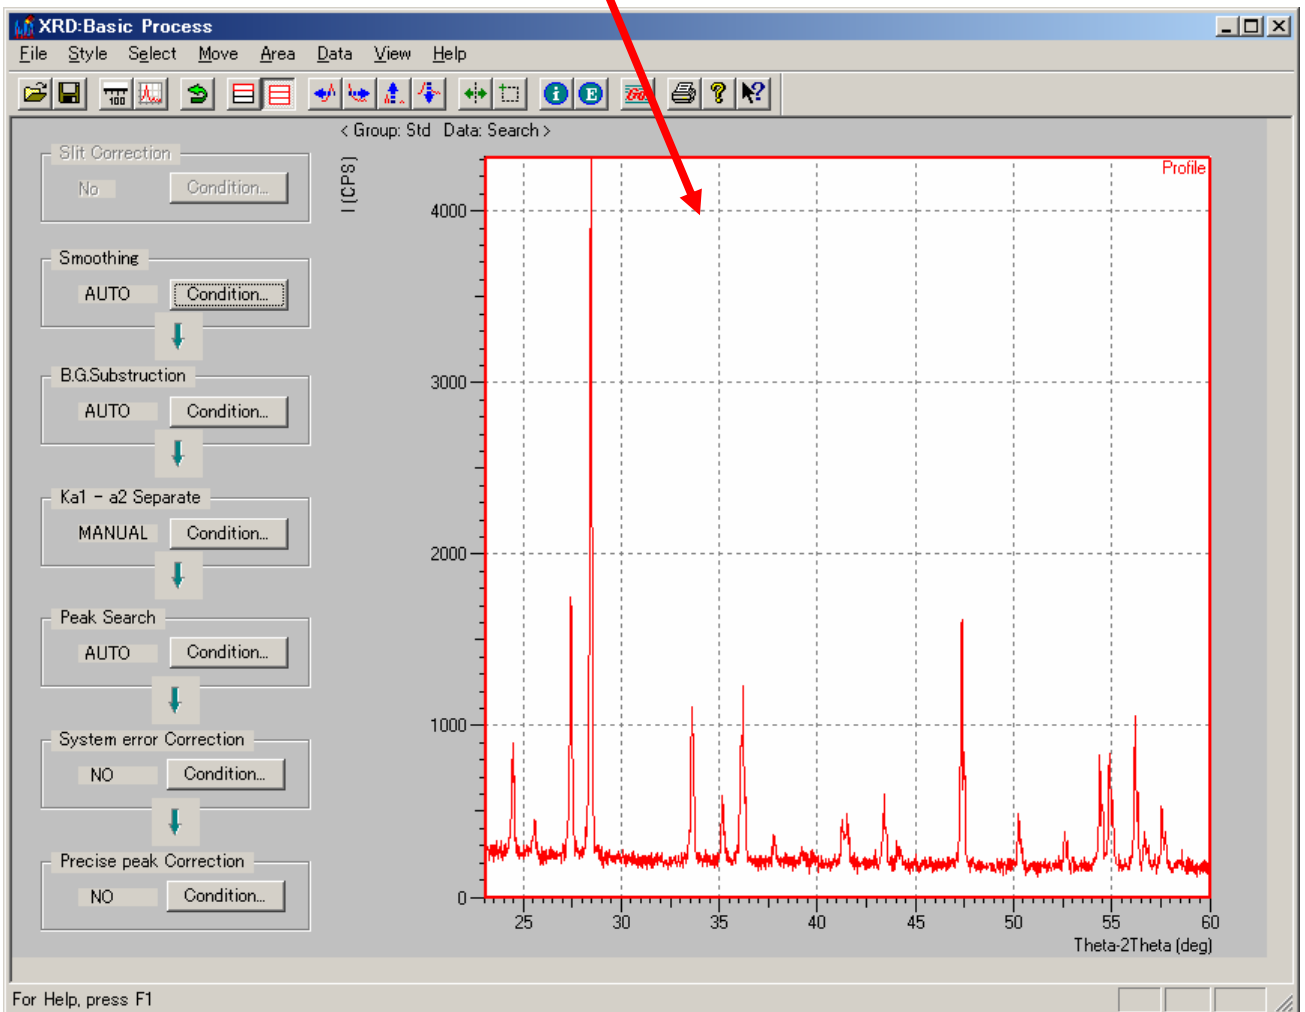 XRD:Basic Process
File Style Select Move Area Data View Help
100
< Group: Std Data: Search >
Slit Correction
No Condition...
Smoothing
AUTO Condition...
B.G.Substruction
AUTO Condition...
Ka1 - a2 Separate
MANUAL Condition...
Peak Search
AUTO Condition...
System error Correction
NO Condition...
Precise peak Correction
NO Condition...
I (CPS)
Profile
4000
3000
2000
1000
0
25 30 35 40 45 50 55 60
Theta-2Theta (deg)
For Help, press F1